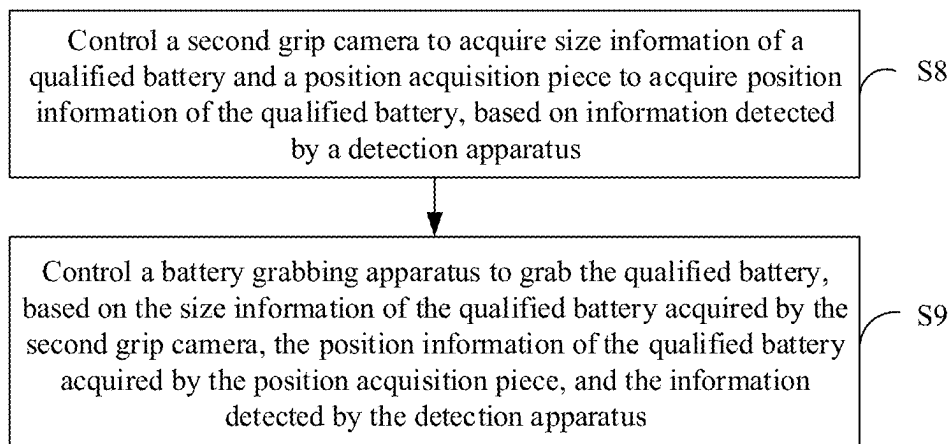 Control a second grip camera to acquire size information of a
qualified battery and a position acquisition piece to acquire position
information of the qualified battery, based on information detected
by a detection apparatus
S8
Control a battery grabbing apparatus to grab the qualified battery,
based on the size information of the qualified battery acquired by the
second grip camera, the position information of the qualified battery
acquired by the position acquisition piece, and the information
detected by the detection apparatus
S9